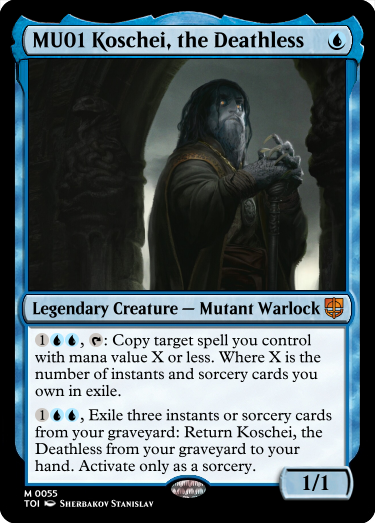 MU01 Koschei, the Deathless
Legendary Creature — Mutant Warlock
1, : Copy target spell you control
with mana value X or less. Where X is the
number of instants and sorcery cards you
own in exile.
1, Exile three instants or sorcery cards
from your graveyard: Return Koschei, the
Deathless from your graveyard to your
hand. Activate only as a sorcery.
1/1
M 0055
TOI SHERBAKOV STANISLAV